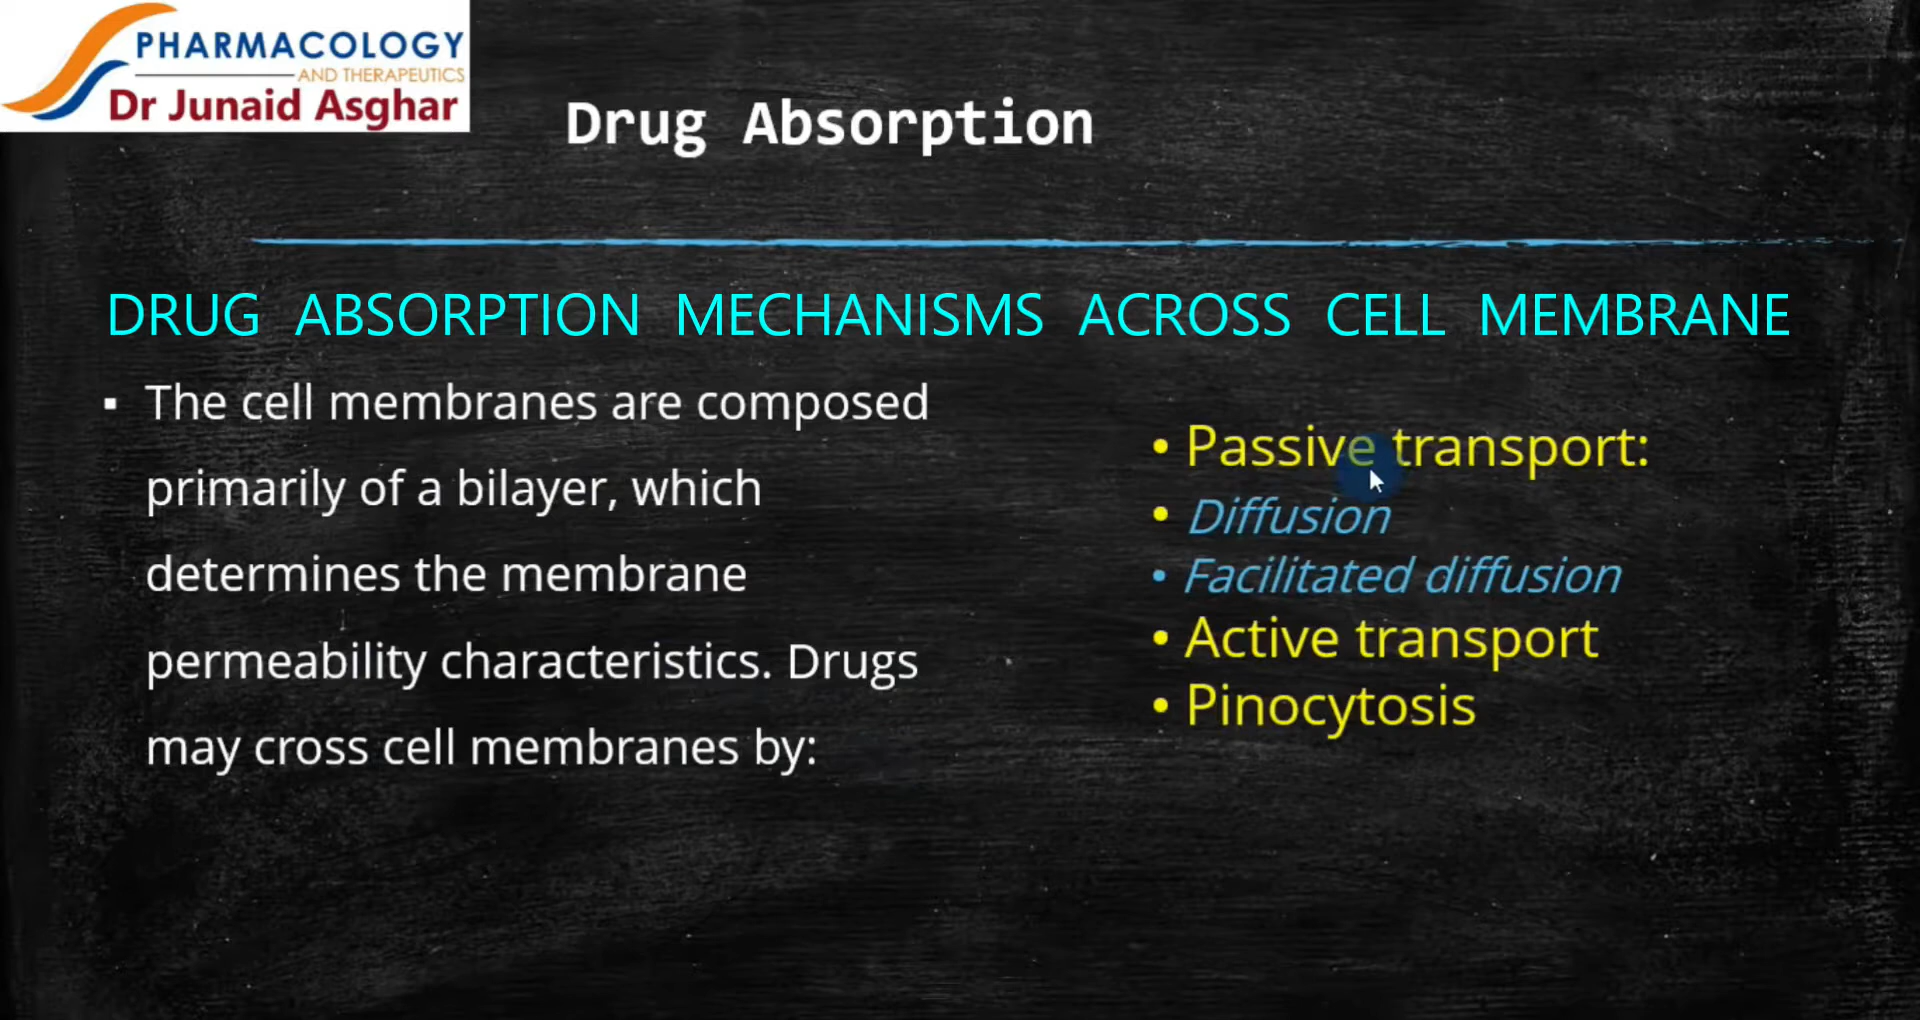 PHARMACOLOGY
AND THERAPEUTICS
Dr Junaid Asghar
Drug Absorption
DRUG ABSORPTION MECHANISMS ACROSS CELL MEMBRANE
▪ The cell membranes are composed
primarily of a bilayer, which
determines the membrane
permeability characteristics. Drugs
may cross cell membranes by:
• Passive transport:
• Diffusion
• Facilitated diffusion
• Active transport
• Pinocytosis